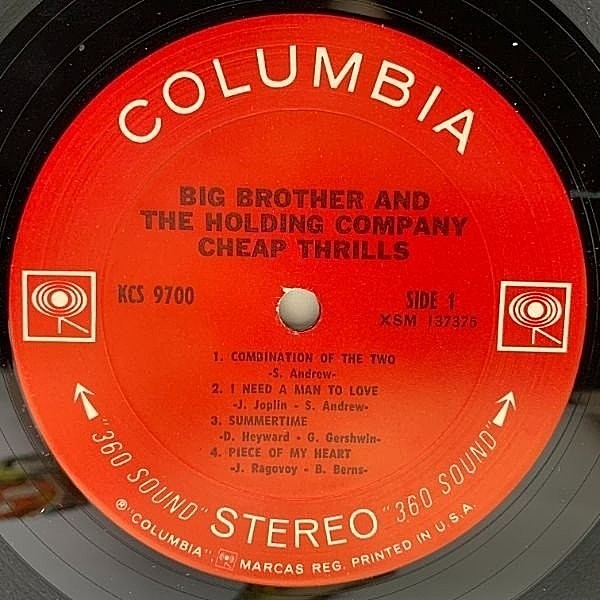 COLUMBIA
BIG BROTHER AND
THE HOLDING COMPANY
CHEAP THRILLS
KCS 9700
SIDE 1
XSM 137375
1. COMBINATION OF THE TWO
-S. Andrew-
2. I NEED A MAN TO LOVE
-J. Joplin - S. Andrew-
3. SUMMERTIME
-D. Heyward - G. Gershwin-
4. PIECE OF MY HEART
-J. Ragovoy - B. Berns-
"360 SOUND" STEREO "360 SOUND"
℗ "COLUMBIA", MARCAS REG. PRINTED IN U.S.A.